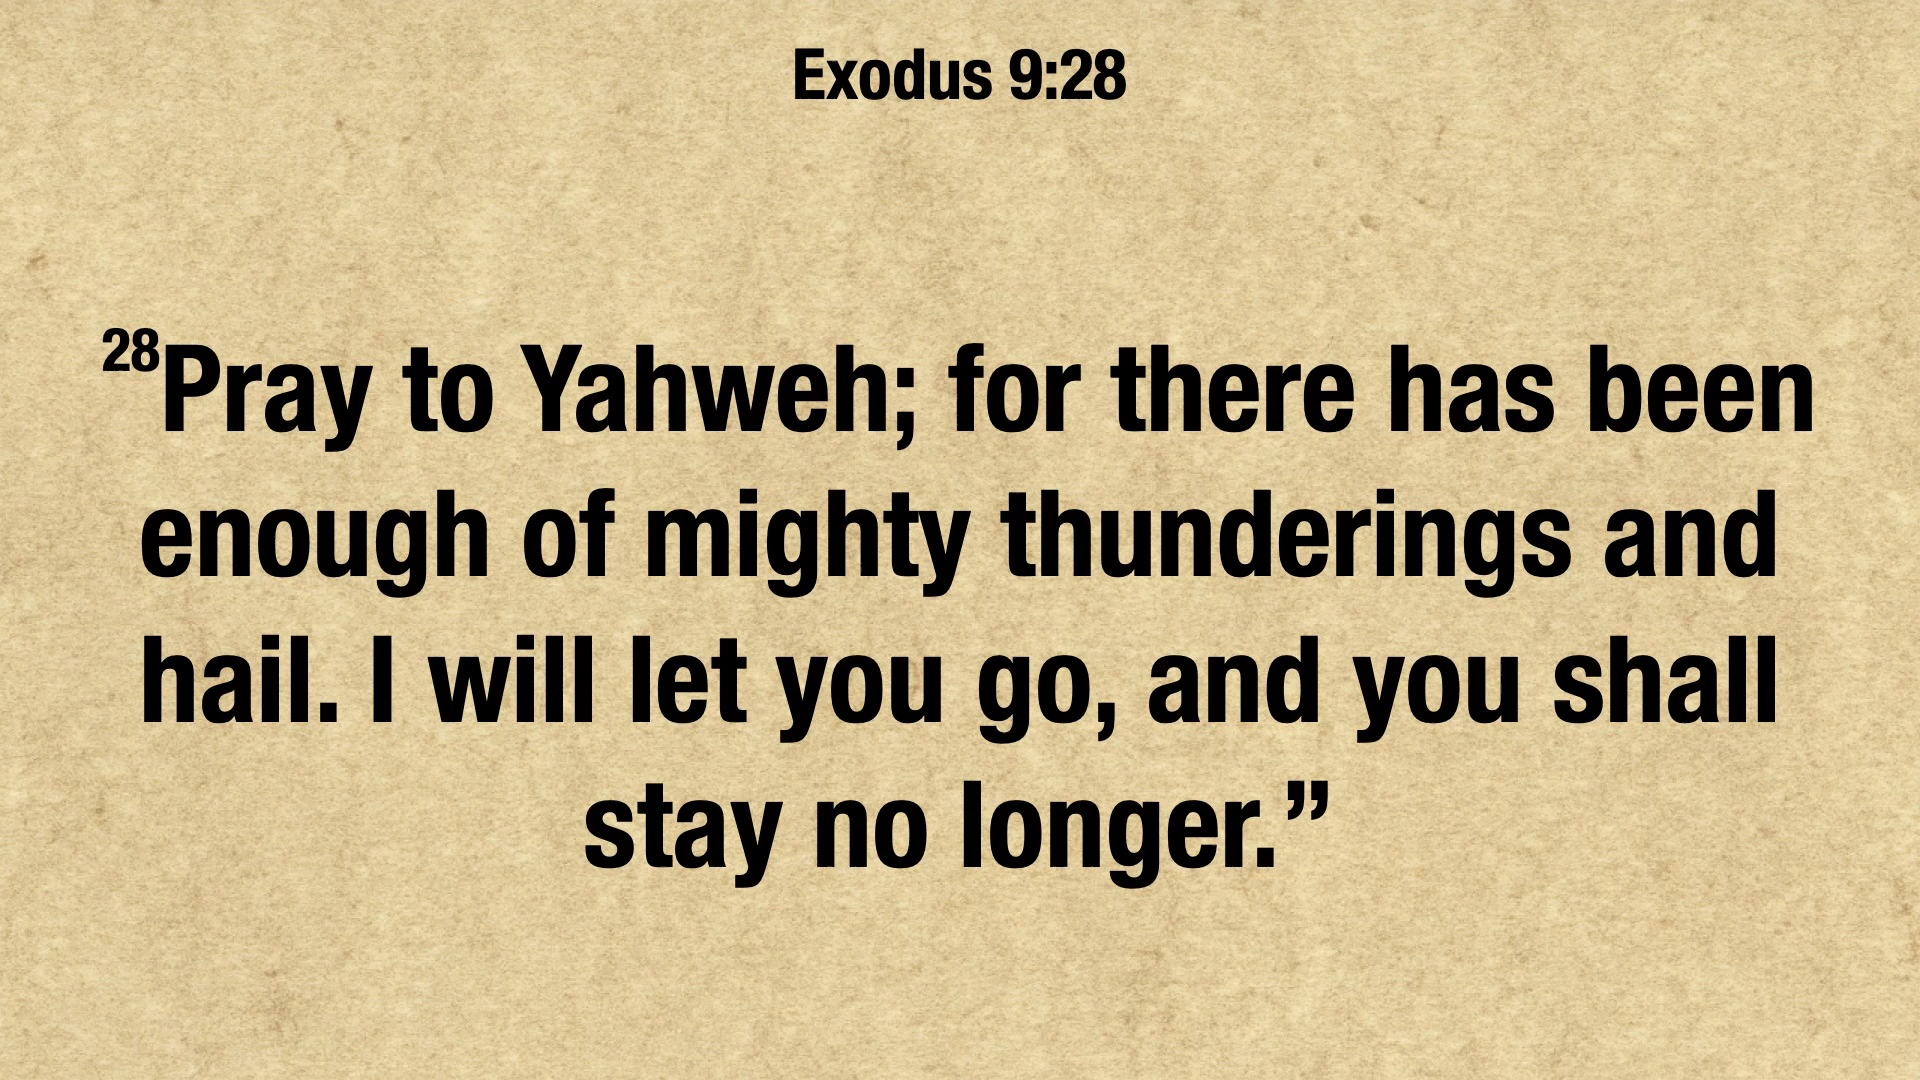 Exodus 9:28
28Pray to Yahweh; for there has been
enough of mighty thunderings and
hail. I will let you go, and you shall
stay no longer.”